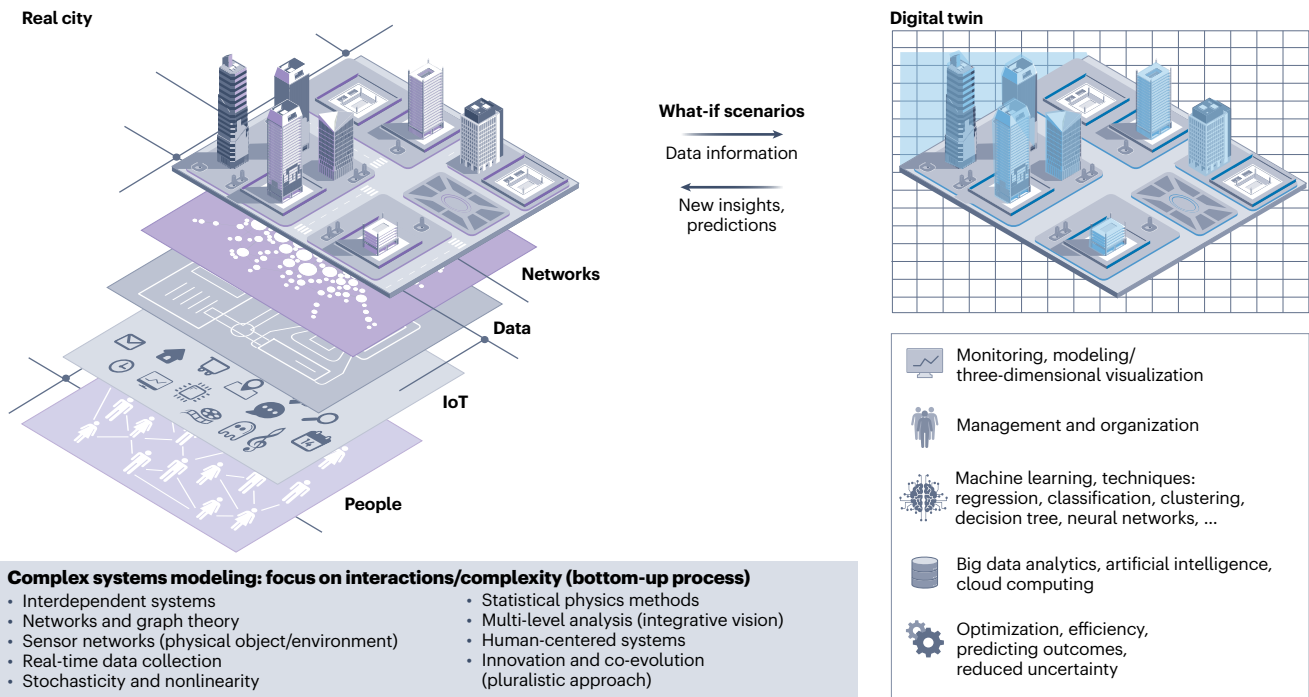 Real city
Digital twin
What-if scenarios
Data information
New insights,
predictions
Networks
Data
IoT
14
People
Monitoring, modeling/
three-dimensional visualization
Management and organization
Machine learning, techniques:
regression, classification, clustering,
decision tree, neural networks, ...
Big data analytics, artificial intelligence,
cloud computing
Optimization, efficiency,
predicting outcomes,
reduced uncertainty
Complex systems modeling: focus on interactions/complexity (bottom-up process)
• Interdependent systems
• Networks and graph theory
• Sensor networks (physical object/environment)
• Real-time data collection
• Stochasticity and nonlinearity
• Statistical physics methods
• Multi-level analysis (integrative vision)
• Human-centered systems
• Innovation and co-evolution
(pluralistic approach)